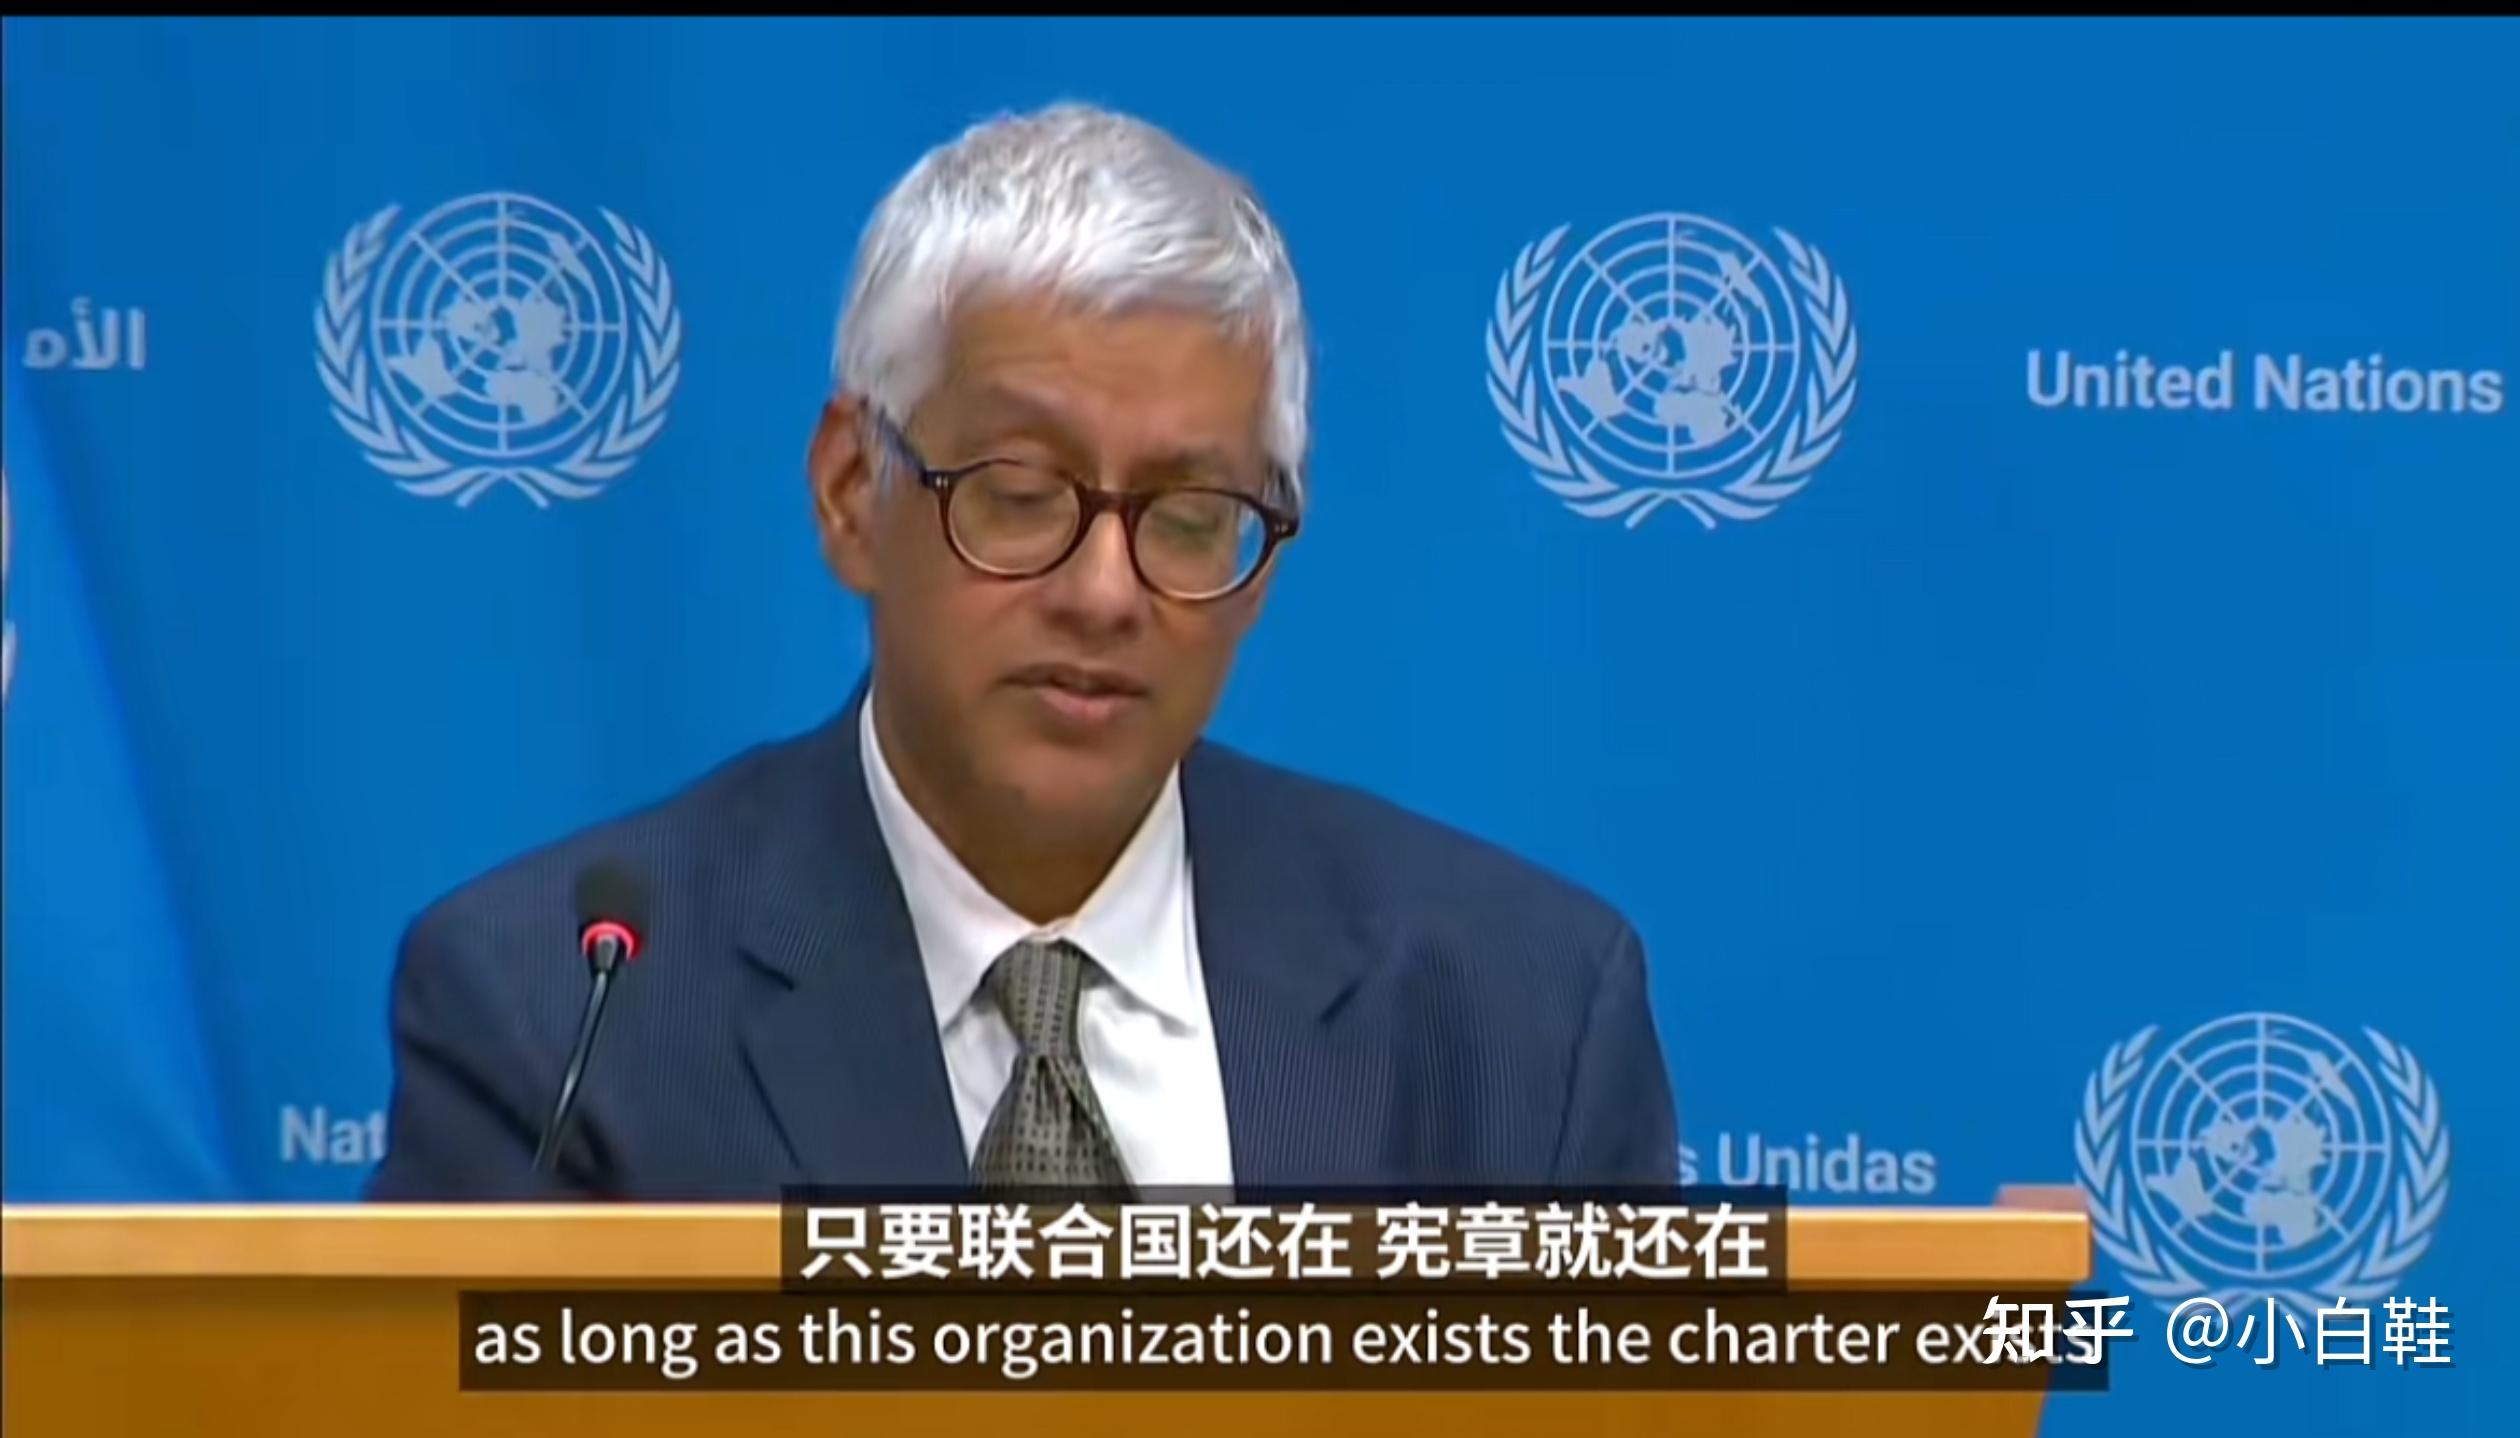 الأم
United Nations
Nat
s Unidas
只要联合国还在 宪章就还在
as long as this organization exists the charter exists
知乎 @小白鞋